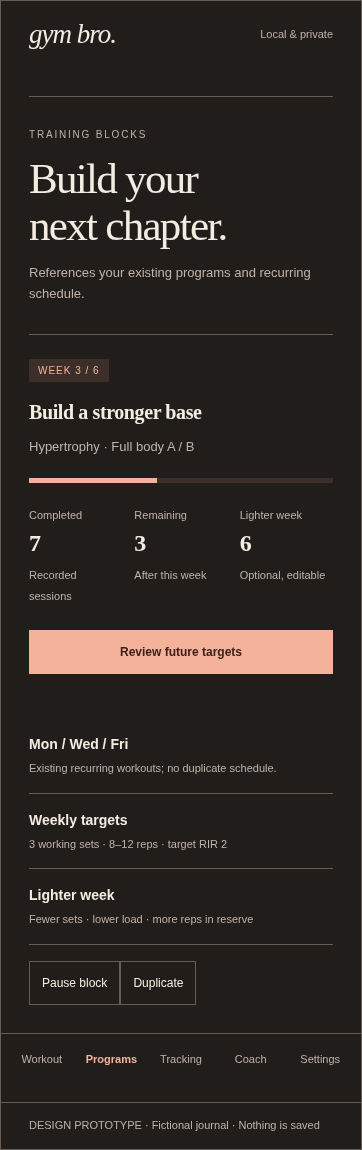 gym bro.
Local & private
TRAINING BLOCKS
Build your
next chapter.
References your existing programs and recurring
schedule.
WEEK 3 / 6
Build a stronger base
Hypertrophy · Full body A / B
Completed
Remaining
Lighter week
7
3
6
Recorded
sessions
After this week
Optional, editable
Review future targets
Mon / Wed / Fri
Existing recurring workouts; no duplicate schedule.
Weekly targets
3 working sets · 8–12 reps · target RIR 2
Lighter week
Fewer sets · lower load · more reps in reserve
Pause block
Duplicate
Workout
Programs
Tracking
Coach
Settings
DESIGN PROTOTYPE · Fictional journal · Nothing is saved